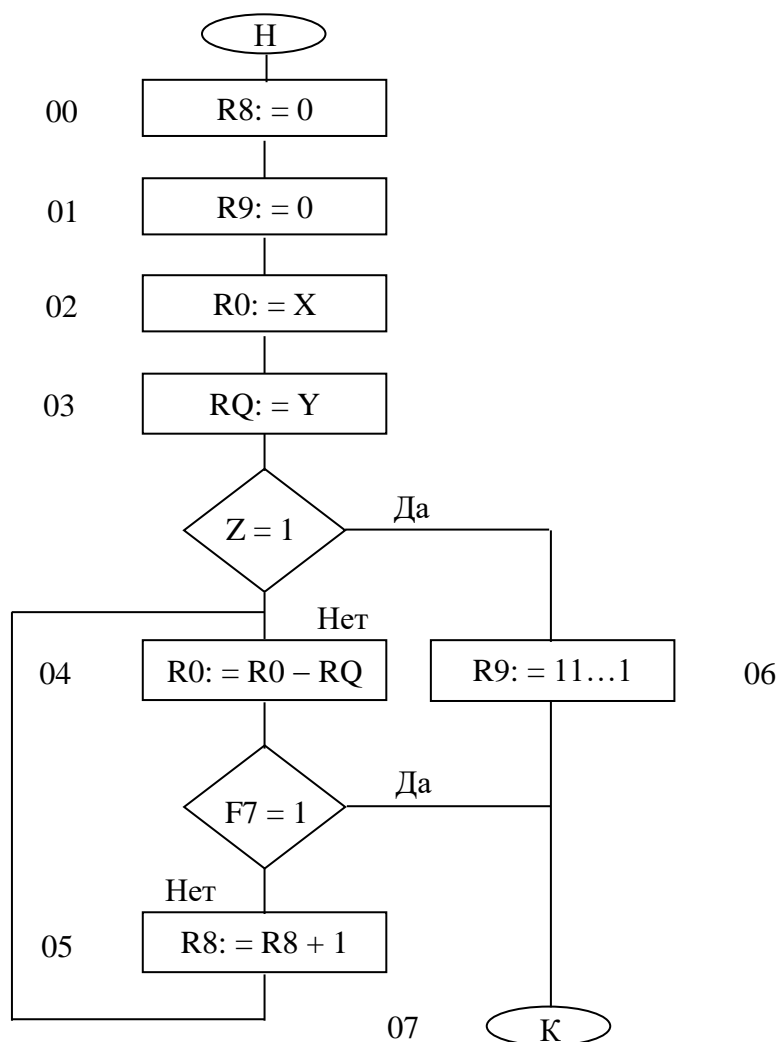 Н
00 R8: = 0
01 R9: = 0
02 R0: = X
03 RQ: = Y
Z = 1 Да
Нет
04 R0: = R0 – RQ R9: = 11…1 06
F7 = 1 Да
Нет
05 R8: = R8 + 1
07 К